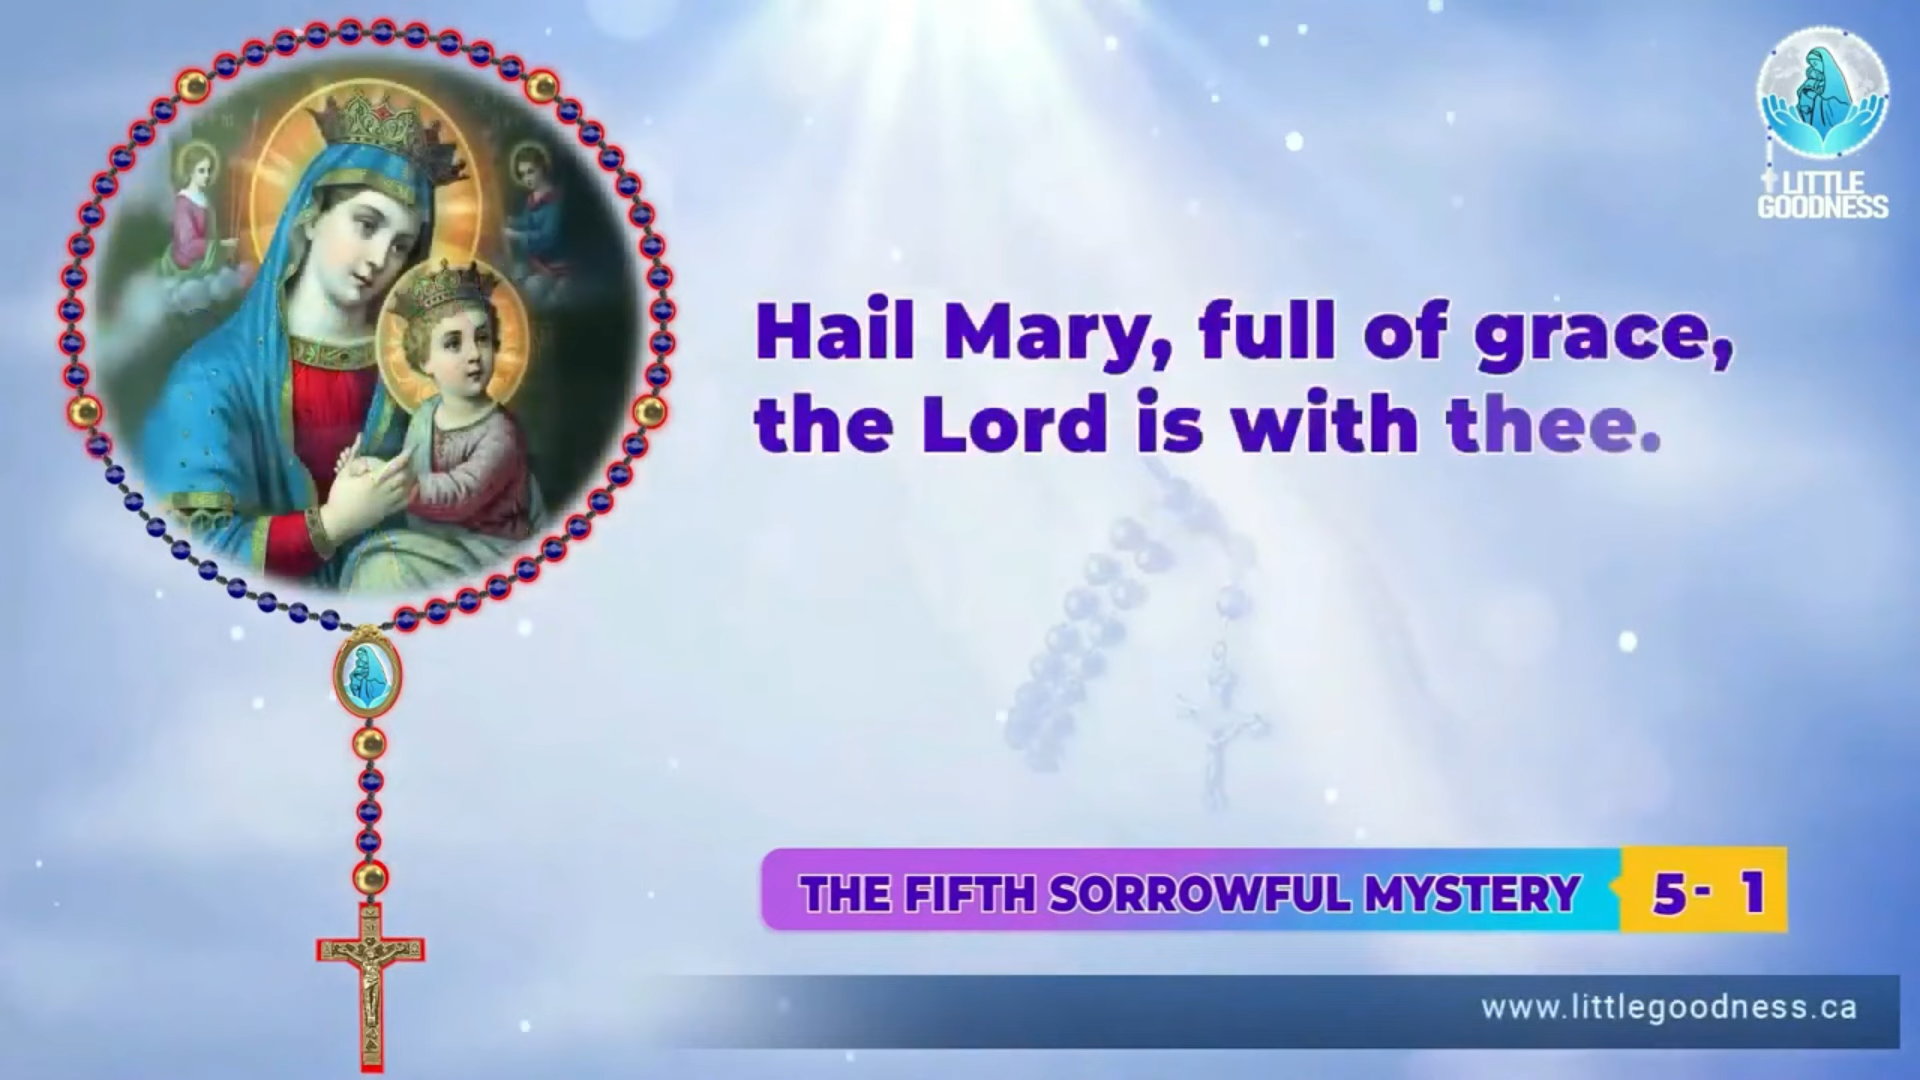 LITTLE
GOODNESS
Hail Mary, full of grace,
the Lord is with thee.
THE FIFTH SORROWFUL MYSTERY 5- 1
www.littlegoodness.ca